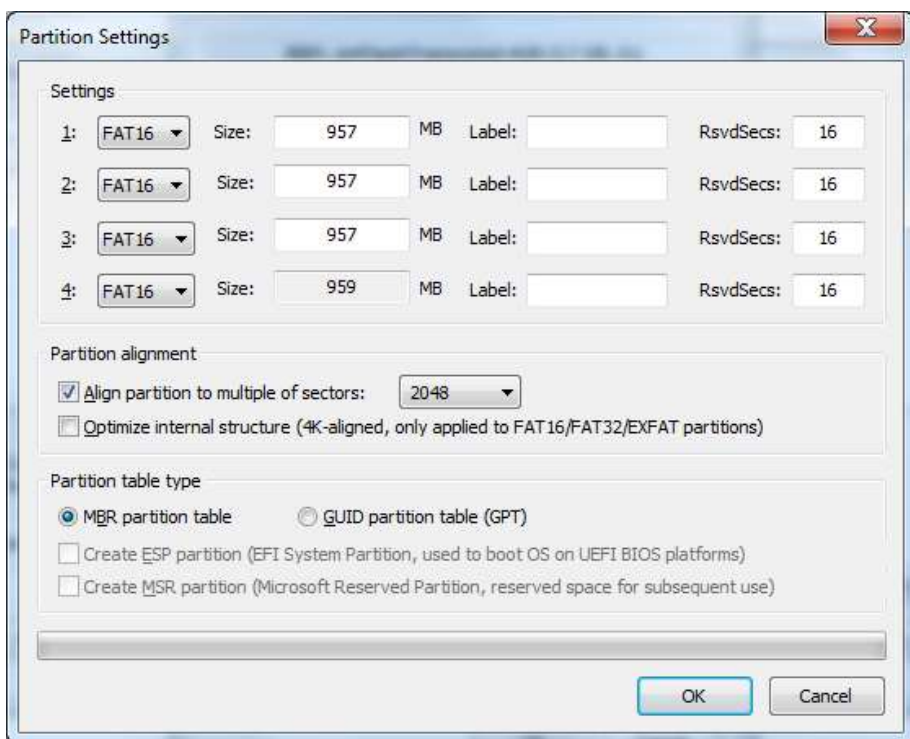 Partition Settings
Settings
1: FAT16 Size: 957 MB Label: RsvdSecs: 16
2: FAT16 Size: 957 MB Label: RsvdSecs: 16
3: FAT16 Size: 957 MB Label: RsvdSecs: 16
4: FAT16 Size: 959 MB Label: RsvdSecs: 16
Partition alignment
Align partition to multiple of sectors: 2048
Optimize internal structure (4K-aligned, only applied to FAT16/FAT32/EXFAT partitions)
Partition table type
MBR partition table GUID partition table (GPT)
Create ESP partition (EFI System Partition, used to boot OS on UEFI BIOS platforms)
Create MSR partition (Microsoft Reserved Partition, reserved space for subsequent use)
OK Cancel